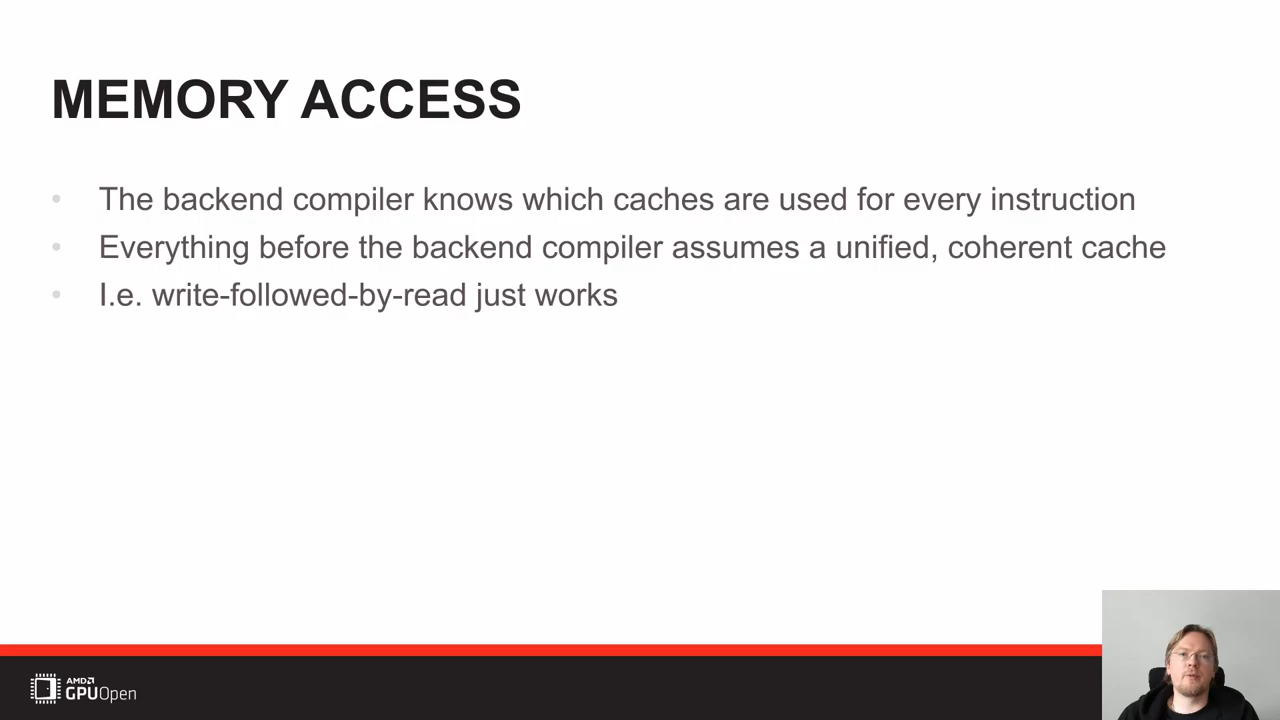 MEMORY ACCESS
• The backend compiler knows which caches are used for every instruction
• Everything before the backend compiler assumes a unified, coherent cache
• I.e. write-followed-by-read just works
AMD
GPUOpen